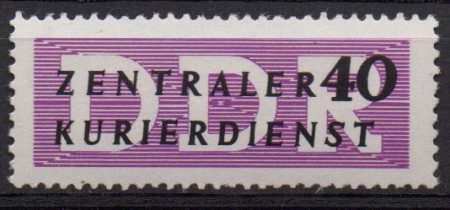 DDR
ZENTRALER 40
KURIERDIENST